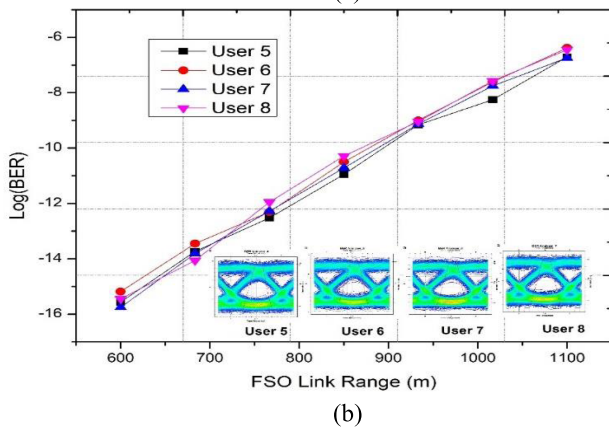 -6
-8
-10
-12
-14
-16
Log(BER)
User 5
User 6
User 7
User 8
User 5
User 6
User 7
User 8
600
700
800
900
1000
1100
FSO Link Range (m)
(b)